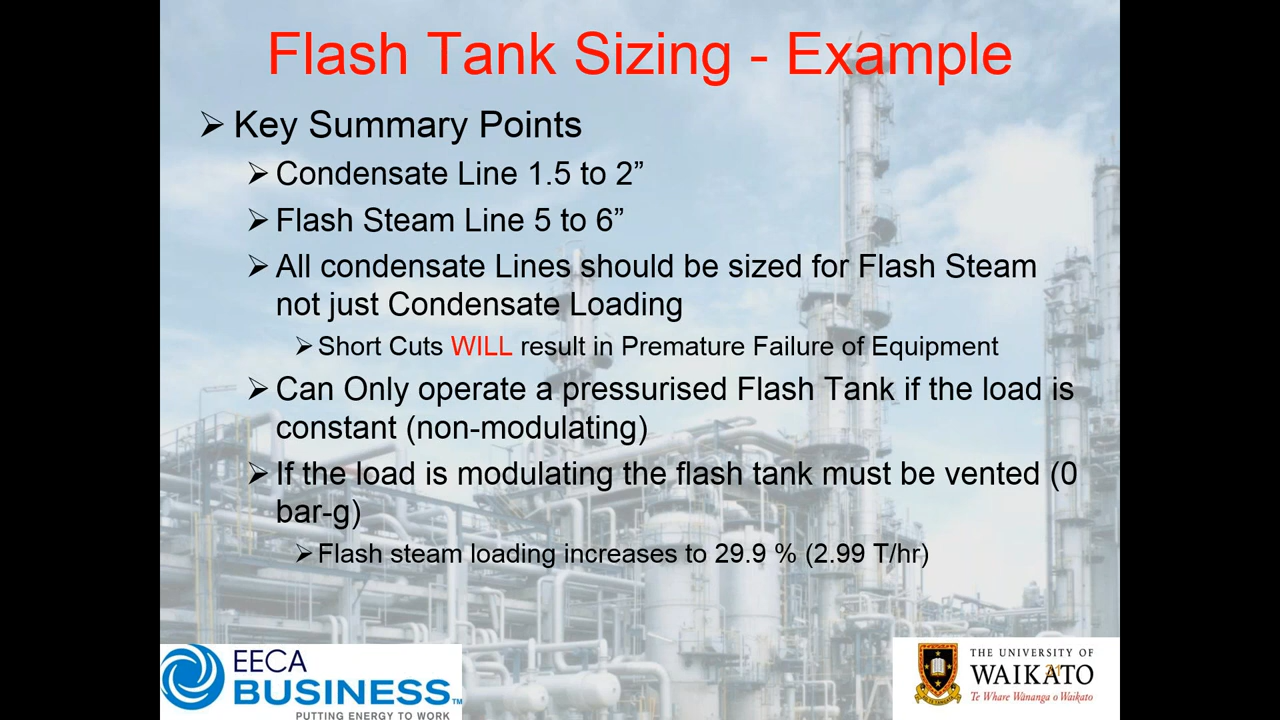 Flash Tank Sizing - Example
➢ Key Summary Points
➢ Condensate Line 1.5 to 2”
➢ Flash Steam Line 5 to 6”
➢ All condensate Lines should be sized for Flash Steam
not just Condensate Loading
➢ Short Cuts WILL result in Premature Failure of Equipment
➢ Can Only operate a pressurised Flash Tank if the load is
constant (non-modulating)
➢ If the load is modulating the flash tank must be vented (0
bar-g)
➢ Flash steam loading increases to 29.9 % (2.99 T/hr)
EECA
BUSINESS™
PUTTING ENERGY TO WORK
THE UNIVERSITY OF
WAIKATO
Te Whare Wānanga o Waikato
21